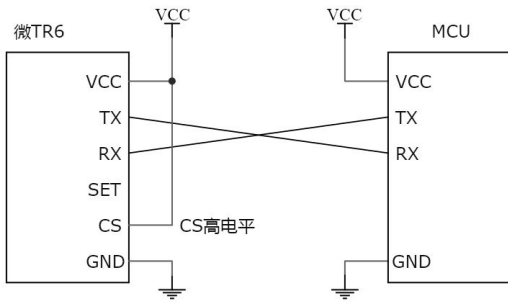 VCC
VCC
微TR6
MCU
VCC
TX
RX
SET
CS
GND
CS高电平
VCC
TX
RX
GND